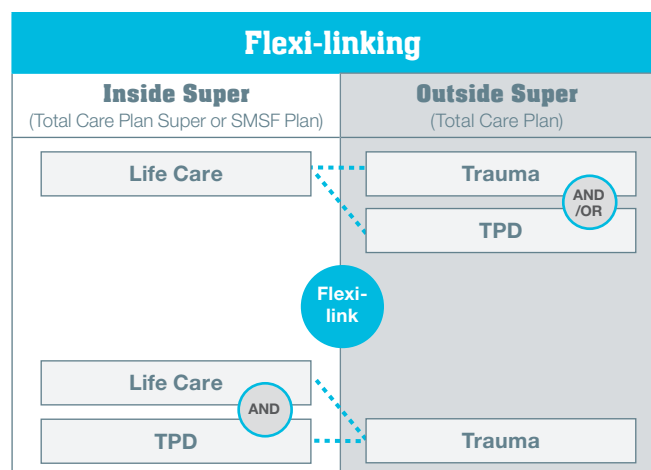 Flexi-linking
Inside Super
(Total Care Plan Super or SMSF Plan)
Outside Super
(Total Care Plan)
Life Care
Trauma
AND
/OR
TPD
Flexi-
link
Life Care
AND
TPD
Trauma